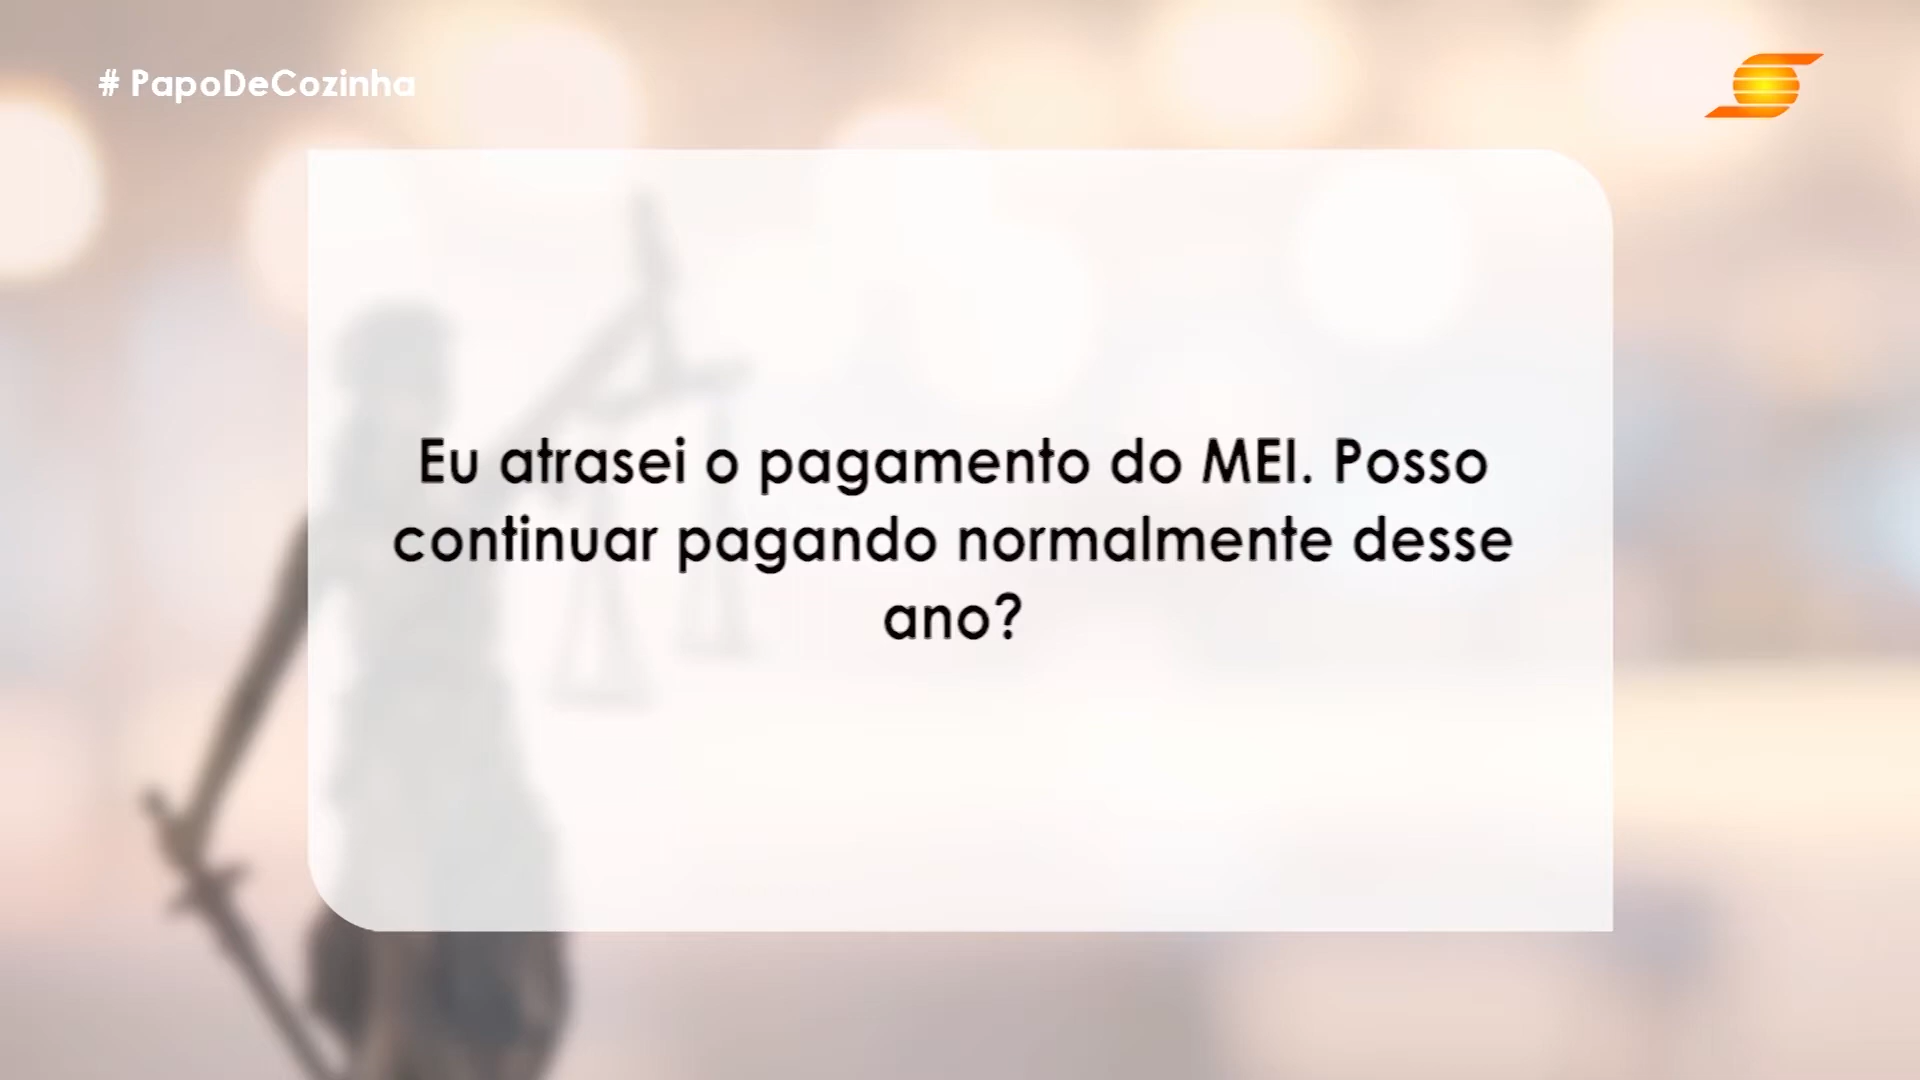 # PapoDeCozinha
Eu atrasei o pagamento do MEI. Posso
continuar pagando normalmente desse
ano?